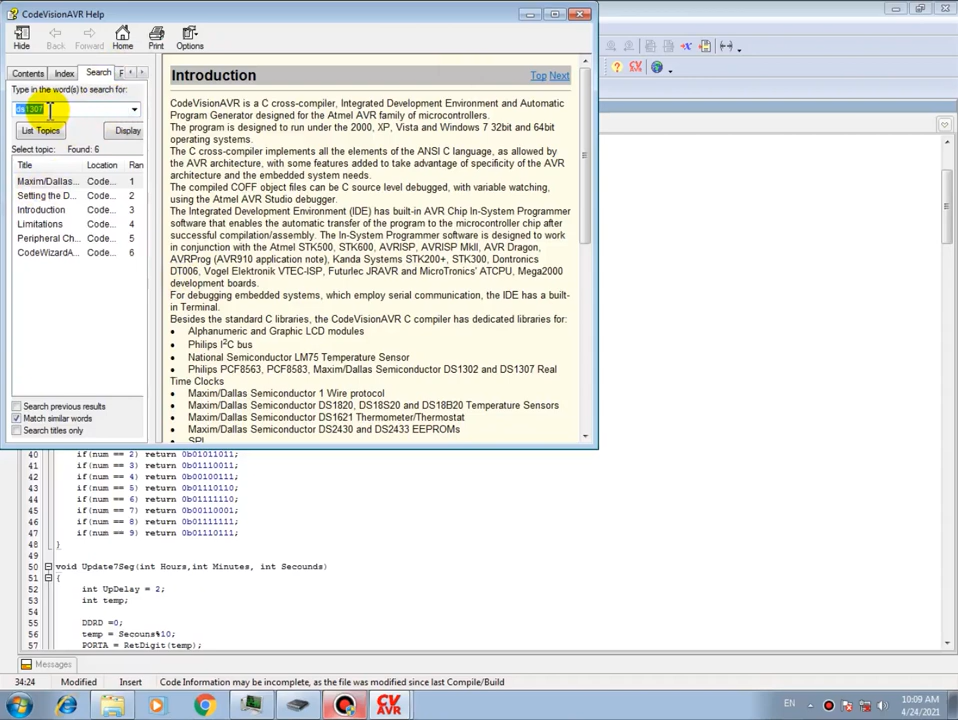 CodeVisionAVR Help
Hide Back Forward Home Print Options
Contents Index Search F
Type in the word(s) to search for:
ds1307
List Topics Display
Select topic: Found: 6
Title Location Ran
Maxim/Dallas... Code... 1
Setting the D... Code... 2
Introduction Code... 3
Limitations Code... 4
Peripheral Ch... Code... 5
CodeWizardA... Code... 6
Search previous results
Match similar words
Search titles only
Introduction Top Next
CodeVisionAVR is a C cross-compiler, Integrated Development Environment and Automatic
Program Generator designed for the Atmel AVR family of microcontrollers.
The program is designed to run under the 2000, XP, Vista and Windows 7 32bit and 64bit
operating systems.
The C cross-compiler implements all the elements of the ANSI C language, as allowed by
the AVR architecture, with some features added to take advantage of specificity of the AVR
architecture and the embedded system needs.
The compiled COFF object files can be C source level debugged, with variable watching,
using the Atmel AVR Studio debugger.
The Integrated Development Environment (IDE) has built-in AVR Chip In-System Programmer
software that enables the automatic transfer of the program to the microcontroller chip after
successful compilation/assembly. The In-System Programmer software is designed to work
in conjunction with the Atmel STK500, STK600, AVRISP, AVRISP MkII, AVR Dragon,
AVRProg (AVR910 application note), Kanda Systems STK200+, STK300, Dontronics
DT006, Vogel Elektronik VTEC-ISP, Futurlec JRAVR and MicroTronics' ATCPU, Mega2000
development boards.
For debugging embedded systems, which employ serial communication, the IDE has a built-
in Terminal.
Besides the standard C libraries, the CodeVisionAVR C compiler has dedicated libraries for:
• Alphanumeric and Graphic LCD modules
• Philips I2C bus
• National Semiconductor LM75 Temperature Sensor
• Philips PCF8563, PCF8583, Maxim/Dallas Semiconductor DS1302 and DS1307 Real
Time Clocks
• Maxim/Dallas Semiconductor 1 Wire protocol
• Maxim/Dallas Semiconductor DS1820, DS18S20 and DS18B20 Temperature Sensors
• Maxim/Dallas Semiconductor DS1621 Thermometer/Thermostat
• Maxim/Dallas Semiconductor DS2430 and DS2433 EEPROMs
• SPI
40 if(num == 2) return 0b01011011;
41 if(num == 3) return 0b01110011;
42 if(num == 4) return 0b00100111;
43 if(num == 5) return 0b01110110;
44 if(num == 6) return 0b01111110;
45 if(num == 7) return 0b00110001;
46 if(num == 8) return 0b01111111;
47 if(num == 9) return 0b01110111;
48 }
49
50 void Update7Seg(int Hours,int Minutes, int Secounds)
51 {
52 int UpDelay = 2;
53 int temp;
54
55 DDRD =0;
56 temp = Secouns%10;
57 PORTA = RetDigit(temp);
Messages
34:24 Modified Insert Code Information may be incomplete, as the file was modified since last Compile/Build
CV
AVR
EN
10:09 AM
4/24/2021